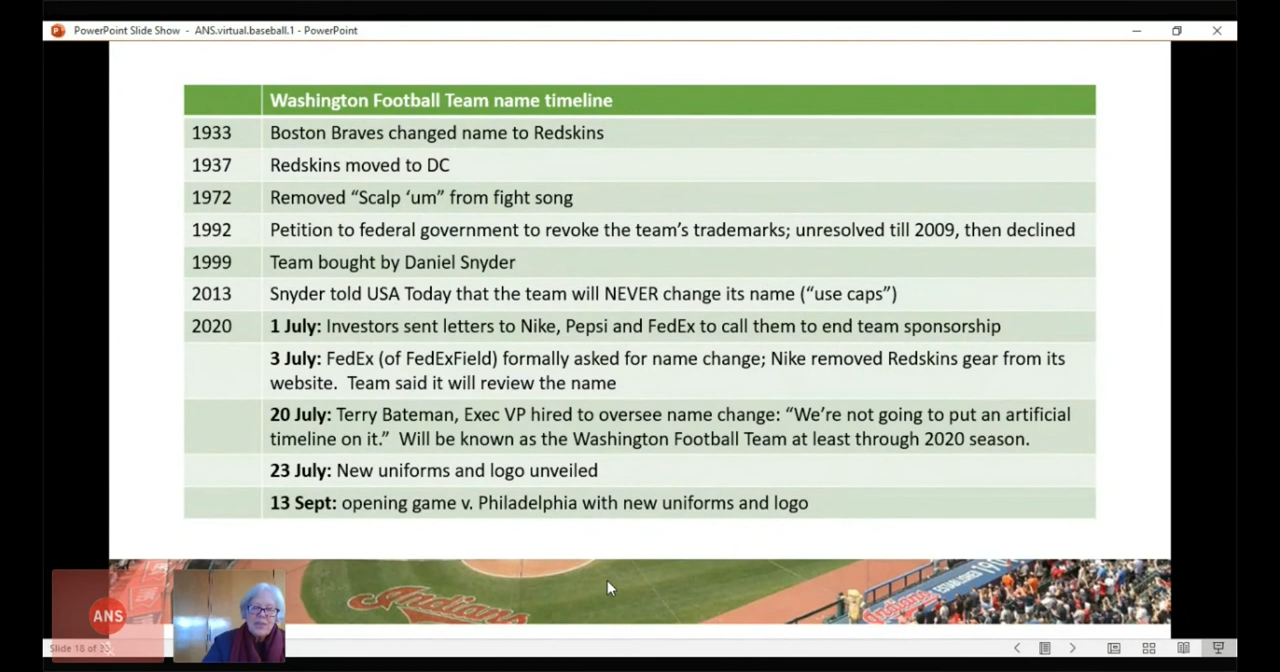 PowerPoint Slide Show - ANS.virtual.baseball.1 - PowerPoint
Washington Football Team name timeline
1933 Boston Braves changed name to Redskins
1937 Redskins moved to DC
1972 Removed “Scalp ‘um” from fight song
1992 Petition to federal government to revoke the team’s trademarks; unresolved till 2009, then declined
1999 Team bought by Daniel Snyder
2013 Snyder told USA Today that the team will NEVER change its name (“use caps”)
2020 1 July: Investors sent letters to Nike, Pepsi and FedEx to call them to end team sponsorship
3 July: FedEx (of FedExField) formally asked for name change; Nike removed Redskins gear from its
website. Team said it will review the name
20 July: Terry Bateman, Exec VP hired to oversee name change: “We’re not going to put an artificial
timeline on it.” Will be known as the Washington Football Team at least through 2020 season.
23 July: New uniforms and logo unveiled
13 Sept: opening game v. Philadelphia with new uniforms and logo
Indians
Indians
ESTABLISHED
ANS
Slide 18 of